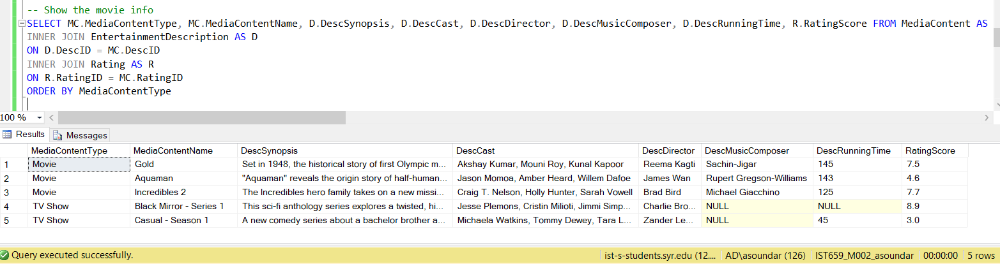 -- Show the movie info
SELECT MC.MediaContentType, MC.MediaContentName, D.DescSynopsis, D.DescCast, D.DescDirector, D.DescMusicComposer, D.DescRunningTime, R.RatingScore FROM MediaContent AS
INNER JOIN EntertainmentDescription AS D
ON D.DescID = MC.DescID
INNER JOIN Rating AS R
ON R.RatingID = MC.RatingID
ORDER BY MediaContentType
100 %
Results Messages
MediaContentType MediaContentName DescSynopsis DescCast DescDirector DescMusicComposer DescRunningTime RatingScore
1 Movie Gold Set in 1948, the historical story of first Olympic m... Akshay Kumar, Mouni Roy, Kunal Kapoor Reema Kagti Sachin-Jigar 145 7.5
2 Movie Aquaman "Aquaman" reveals the origin story of half-human... Jason Momoa, Amber Heard, Willem Dafoe James Wan Rupert Gregson-Williams 143 4.6
3 Movie Incredibles 2 The Incredibles hero family takes on a new missi... Craig T. Nelson, Holly Hunter, Sarah Vowell Brad Bird Michael Giacchino 125 7.7
4 TV Show Black Mirror - Series 1 This sci-fi anthology series explores a twisted, hi... Jesse Plemons, Cristin Milioti, Jimmi Simp... Charlie Bro... NULL NULL 8.9
5 TV Show Casual - Season 1 A new comedy series about a bachelor brother a... Michaela Watkins, Tommy Dewey, Tara L... Zander Le... NULL 45 3.0
Query executed successfully. ist-s-students.syr.edu (12.... AD\asoundar (126) IST659_M002_asoundar 00:00:00 5 rows